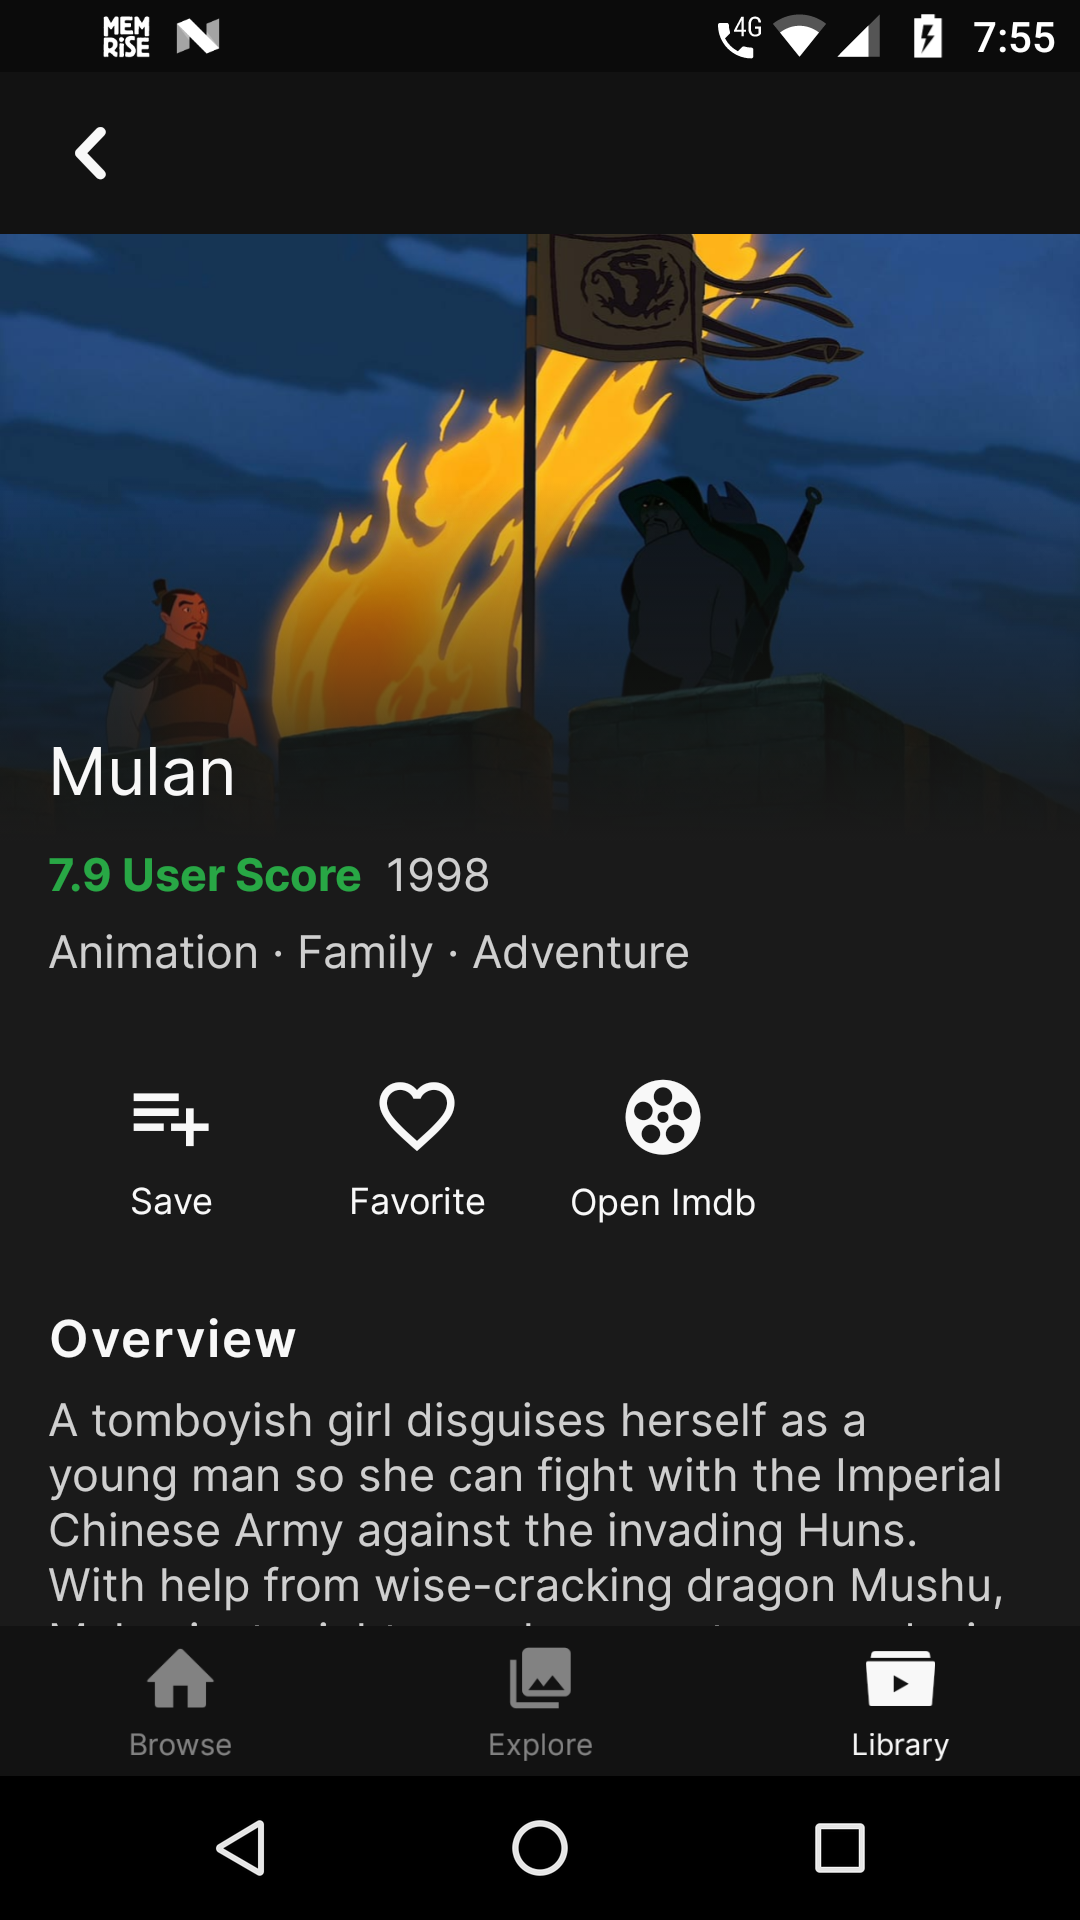 MEM
RiSE
4G
7:55
Mulan
7.9 User Score 1998
Animation · Family · Adventure
Save
Favorite
Open Imdb
Overview
A tomboyish girl disguises herself as a
young man so she can fight with the Imperial
Chinese Army against the invading Huns.
With help from wise-cracking dragon Mushu,
Browse
Explore
Library